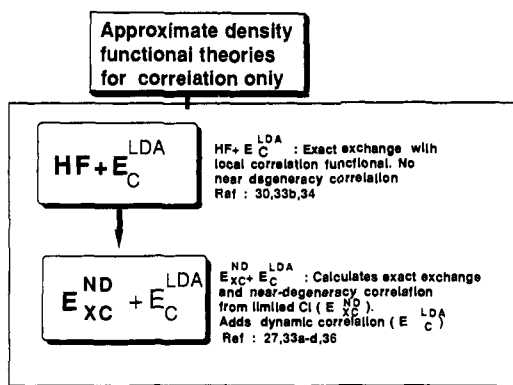 Approximate density
functional theories
for correlation only
HF+E_C^LDA
HF+ E_C^LDA : Exact exchange with
local correlation functional. No
near degeneracy correlation
Ref : 30,33b,34
E_XC^ND + E_C^LDA
E_XC^ND + E_C^LDA : Calculates exact exchange
and near-degeneracy correlation
from limited CI ( E_XC^ND ).
Adds dynamic correlation ( E_C^LDA )
Ref : 27,33a-d,36